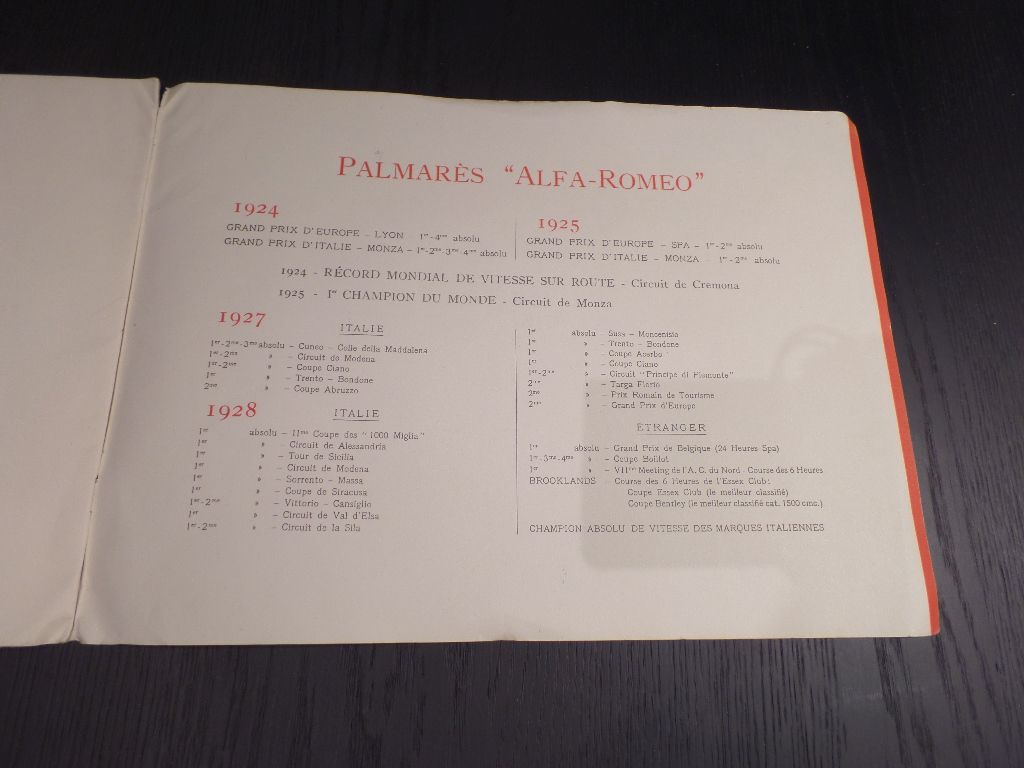 PALMARÈS "ALFA-ROMEO"
1924
GRAND PRIX D'EUROPE - LYON - 1er-4me absolu
GRAND PRIX D'ITALIE - MONZA - 1er-2me-3me-4me absolu
1925
GRAND PRIX D'EUROPE - SPA - 1er-2me absolu
GRAND PRIX D'ITALIE - MONZA - 1er-2me absolu
1924 - RÉCORD MONDIAL DE VITESSE SUR ROUTE - Circuit de Cremona
1925 - Ier CHAMPION DU MONDE - Circuit de Monza
1927
ITALIE
1er-2me-3me absolu - Cuneo - Colle della Maddalena
1er-2me » - Circuit de Modena
1er-2me » - Coupe Ciano
1er » - Trento - Bondone
2me » - Coupe Abruzzo
1928
ITALIE
1er absolu - 11me Coupe des "1000 Miglia"
1er » - Circuit de Alessandria
1er » - Tour de Sicilia
1er » - Circuit de Modena
1er » - Sorrento - Massa
1er » - Coupe de Siracusa
1er-2me » - Vittorio - Cansiglio
1er » - Circuit de Val d'Elsa
1er-2me » - Circuit de la Sila
1er absolu - Susa - Moncenisio
1er » - Trento - Bondone
1er » - Coupe Acerbo
1er » - Coupe Ciano
1er-2me » - Circuit "Principe di Piemonte"
2me » - Targa Florio
2me » - Prix Romain de Tourisme
2me » - Grand Prix d'Europe
ÉTRANGER
1er absolu - Grand Prix de Belgique (24 Heures Spa)
1er-3me-4me » - Coupe Boillot
1er » - VIIme Meeting de l'A. C. du Nord - Course des 6 Heures
BROOKLANDS - Course des 6 Heures de l'Essex Club:
Coupe Essex Club (le meilleur classifié)
Coupe Bentley (le meilleur classifié cat. 1500 cmc.)
CHAMPION ABSOLU DE VITESSE DES MARQUES ITALIENNES